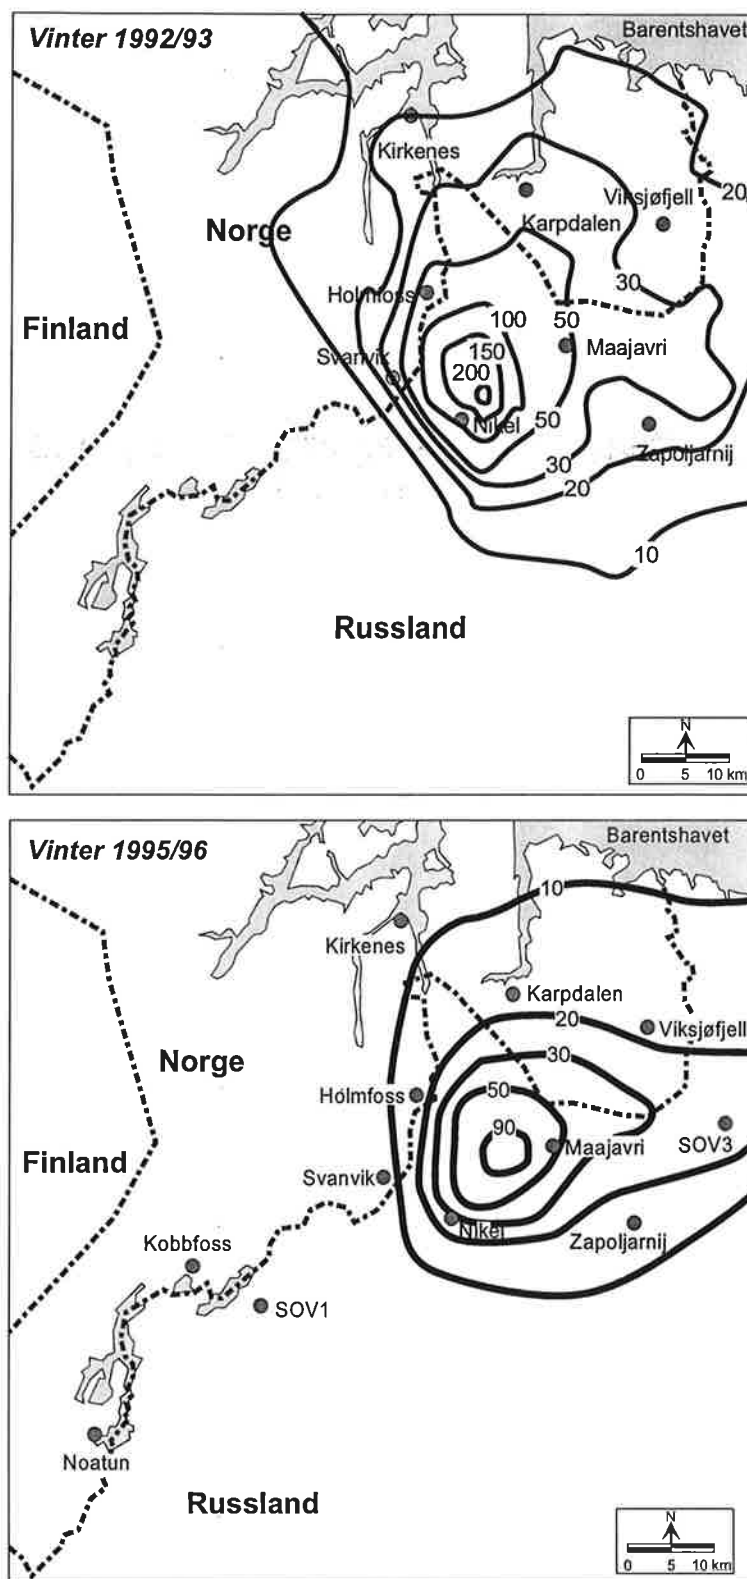 Vinter 1992/93
Barentshavet
Kirkenes
20
Norge
Karpdalen
Viksjøfjell
30
Holmfoss
Finland
100
50
Svanvik
150
Maajavri
200
Nikel
50
Zapoljarnij
30
20
10
Russland
N
0 5 10 km
Vinter 1995/96
Barentshavet
10
Kirkenes
Karpdalen
20
Viksjøfjell
Norge
30
Holmfoss
50
90
Maajavri
SOV3
Finland
Svanvik
Nikel
Zapoljarnij
Kobbfoss
SOV1
Noatun
Russland
N
0 5 10 km